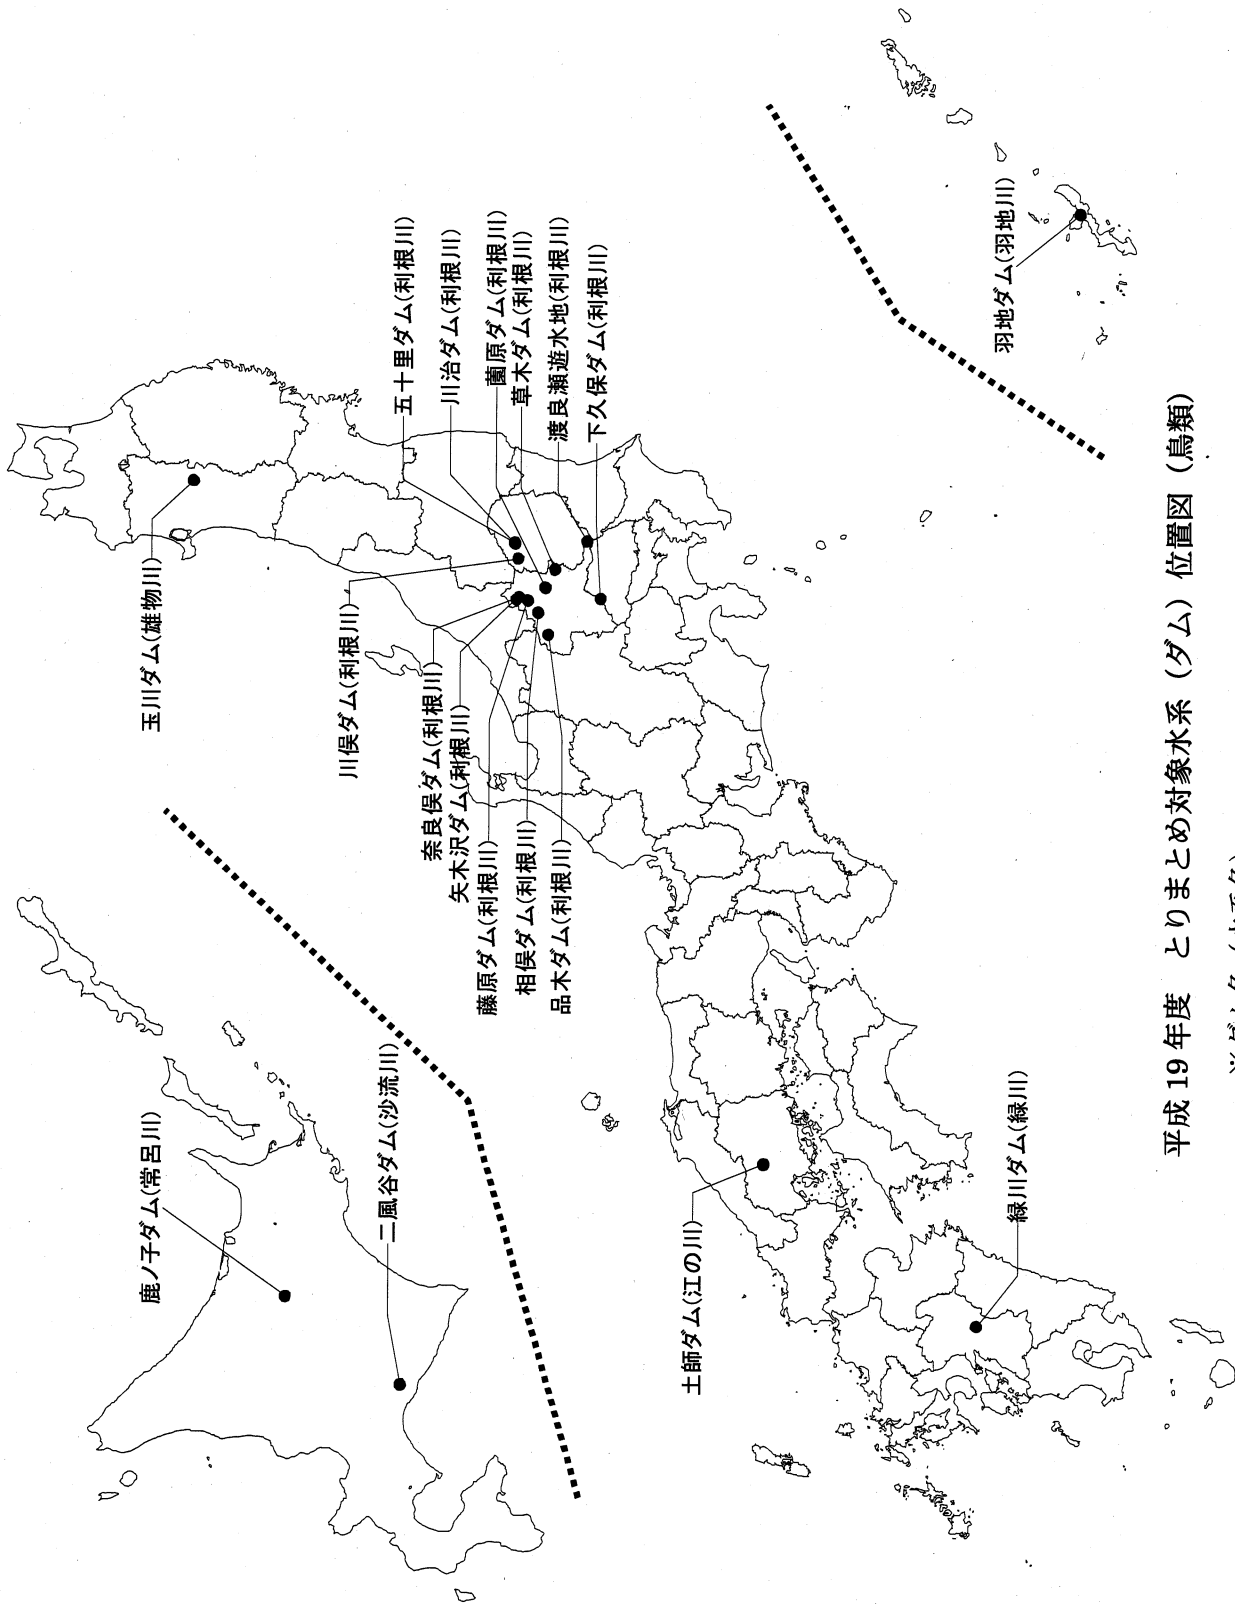 鹿ノ子ダム(常呂川)
二風谷ダム(沙流川)
玉川ダム(雄物川)
川俣ダム(利根川)
奈良俣ダム(利根川)
矢木沢ダム(利根川)
藤原ダム(利根川)
相俣ダム(利根川)
品木ダム(利根川)
五十里ダム(利根川)
川治ダム(利根川)
薗原ダム(利根川)
草木ダム(利根川)
渡良瀬遊水地(利根川)
下久保ダム(利根川)
土師ダム(江の川)
緑川ダム(緑川)
羽地ダム(羽地川)
平成 19 年度　とりまとめ対象水系（ダム）位置図（鳥類）